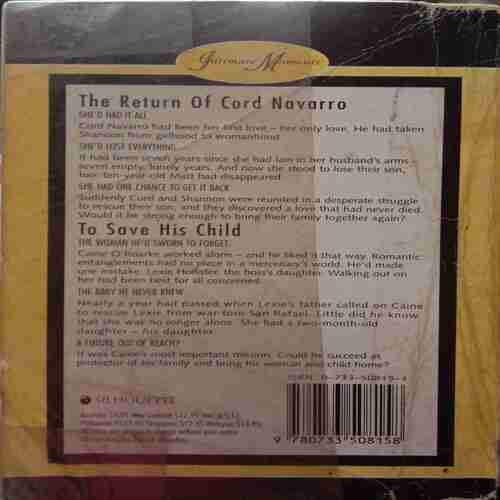 Intimate Moments
The Return Of Cord Navarro
SHE'D HAD IT ALL
Cord Navarro had been her first love – her only love. He had taken
Shannon from girlhood to womanhood
SHE'D LOST EVERYTHING
It had been seven years since she had lain in her husband's arms –
seven empty, lonely years. And now she stood to lose their son,
too: ten-year-old Matt had disappeared
SHE HAD ONE CHANCE TO GET IT BACK
Suddenly Cord and Shannon were reunited in a desperate struggle
to rescue their son, and they discovered a love that had never died.
Would it be strong enough to bring their family together again?
To Save His Child
THE WOMAN HE'D SWORN TO FORGET.
Caine O'Roarke worked alone – and he liked it that way. Romantic
entanglements had no place in a mercenary's world. He'd made
one mistake. Lexie Hollister, the boss's daughter. Walking out on
her had been best for all concerned.
THE BABY HE NEVER KNEW
Nearly a year had passed when Lexie's father called on Caine
to rescue Lexie from war-torn San Rafael. Little did he know
that she was no longer alone. She had a two-month-old
daughter – his daughter.
A FUTURE OUT OF REACH?
It was Caine's most important mission. Could he succeed as
protector of his family and bring his woman and child home?
ISBN 0-733-50815-4
SILHOUETTE
9 780733 508158